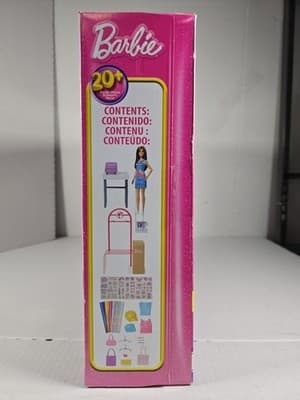 Barbie
20+
CONTENTS:
CONTENIDO:
CONTENU :
CONTEÚDO: